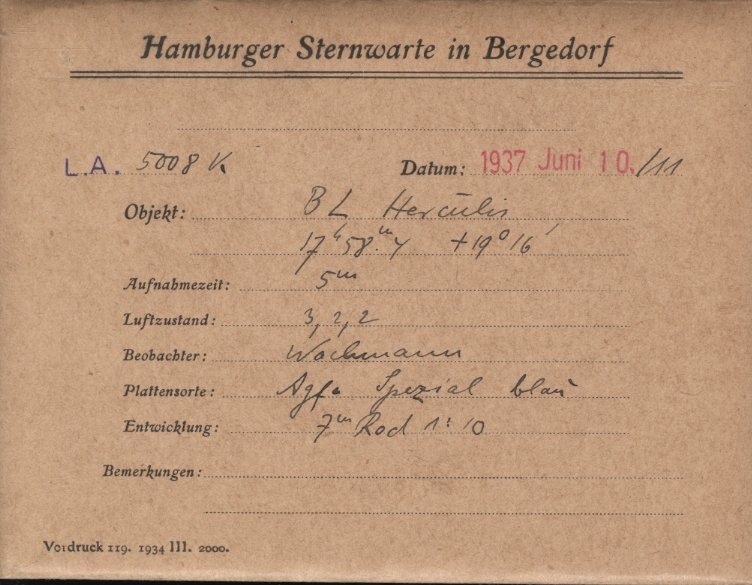 Hamburger Sternwarte in Bergedorf
L.A. 5008 K Datum: 1937 Juni 10./11
Objekt: BL Herculis
17ʰ58ᵐ.4 +19°16'
Aufnahmezeit: 5ᵐ
Luftzustand: 3, 2, 2
Beobachter: Wachmann
Plattensorte: Agfa Spezial blau
Entwicklung: 7ᵐ Rod 1:10
Bemerkungen:
Vordruck 119. 1934 III. 2000.